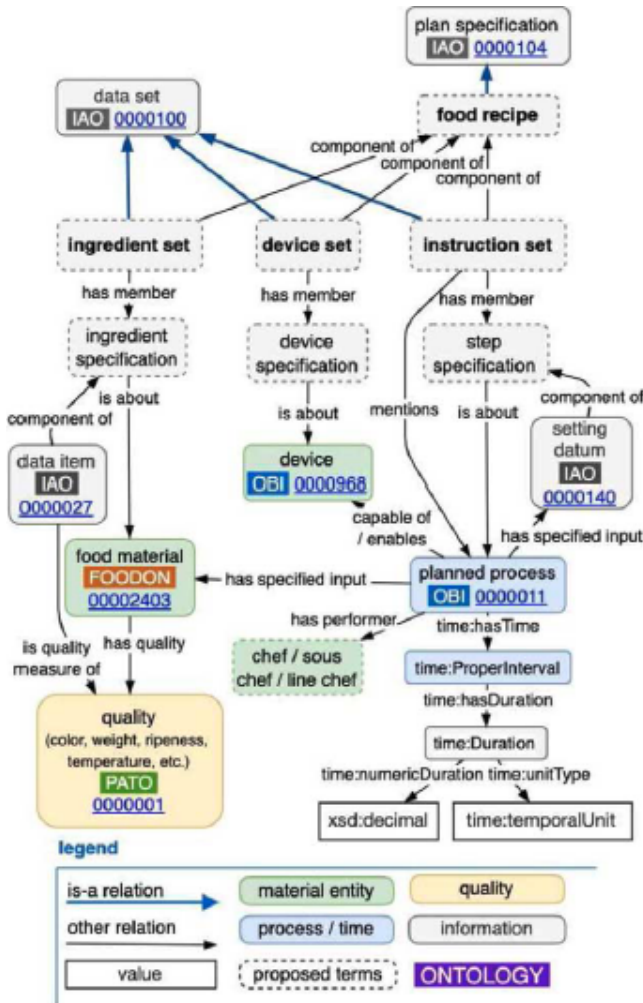 plan specification
IAO 0000104
data set
IAO 0000100
food recipe
component of
component of
component of
ingredient set
device set
instruction set
has member
has member
has member
ingredient
specification
device
specification
step
specification
component of
is about
is about
mentions
is about
component of
data item
IAO
0000027
device
OBI 0000968
setting
datum
IAO
0000140
capable of
/ enables
has specified input
food material
FOODON
00002403
has specified input
planned process
OBI 0000011
has performer
time:hasTime
is quality
measure of
has quality
chef / sous
chef / line chef
time:ProperInterval
time:hasDuration
quality
(color, weight, ripeness,
temperature, etc.)
PATO
0000001
time:Duration
time:numericDuration time:unitType
xsd:decimal
time:temporalUnit
legend
is-a relation
material entity
quality
other relation
process / time
information
value
proposed terms
ONTOLOGY